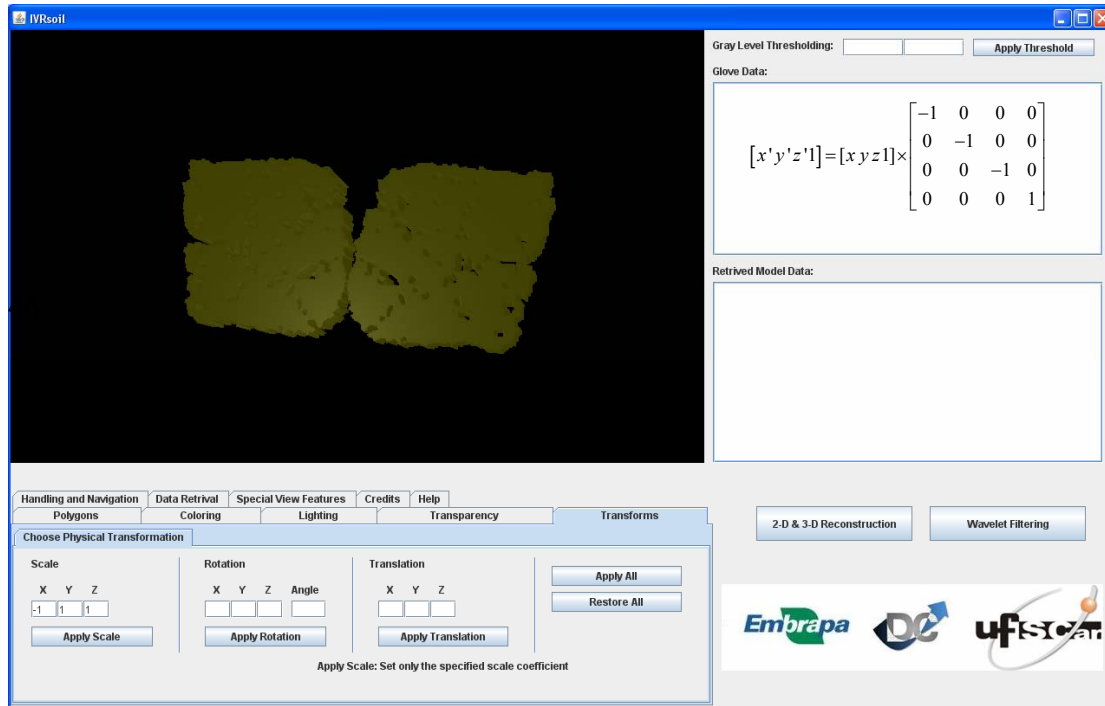 IVRsoil
Gray Level Thresholding:
Apply Threshold
Glove Data:
[x'y'z'1]=[x y z 1]×
−1 0 0 0
0 −1 0 0
0 0 −1 0
0 0 0 1
Retrived Model Data:
Handling and Navigation Data Retrival Special View Features Credits Help
Polygons Coloring Lighting Transparency Transforms
Choose Physical Transformation
Scale Rotation Translation
X Y Z X Y Z Angle X Y Z
-1 1 1
Apply Scale Apply Rotation Apply Translation
Apply All
Restore All
Apply Scale: Set only the specified scale coefficient
2-D & 3-D Reconstruction Wavelet Filtering
Embrapa DC ufscar